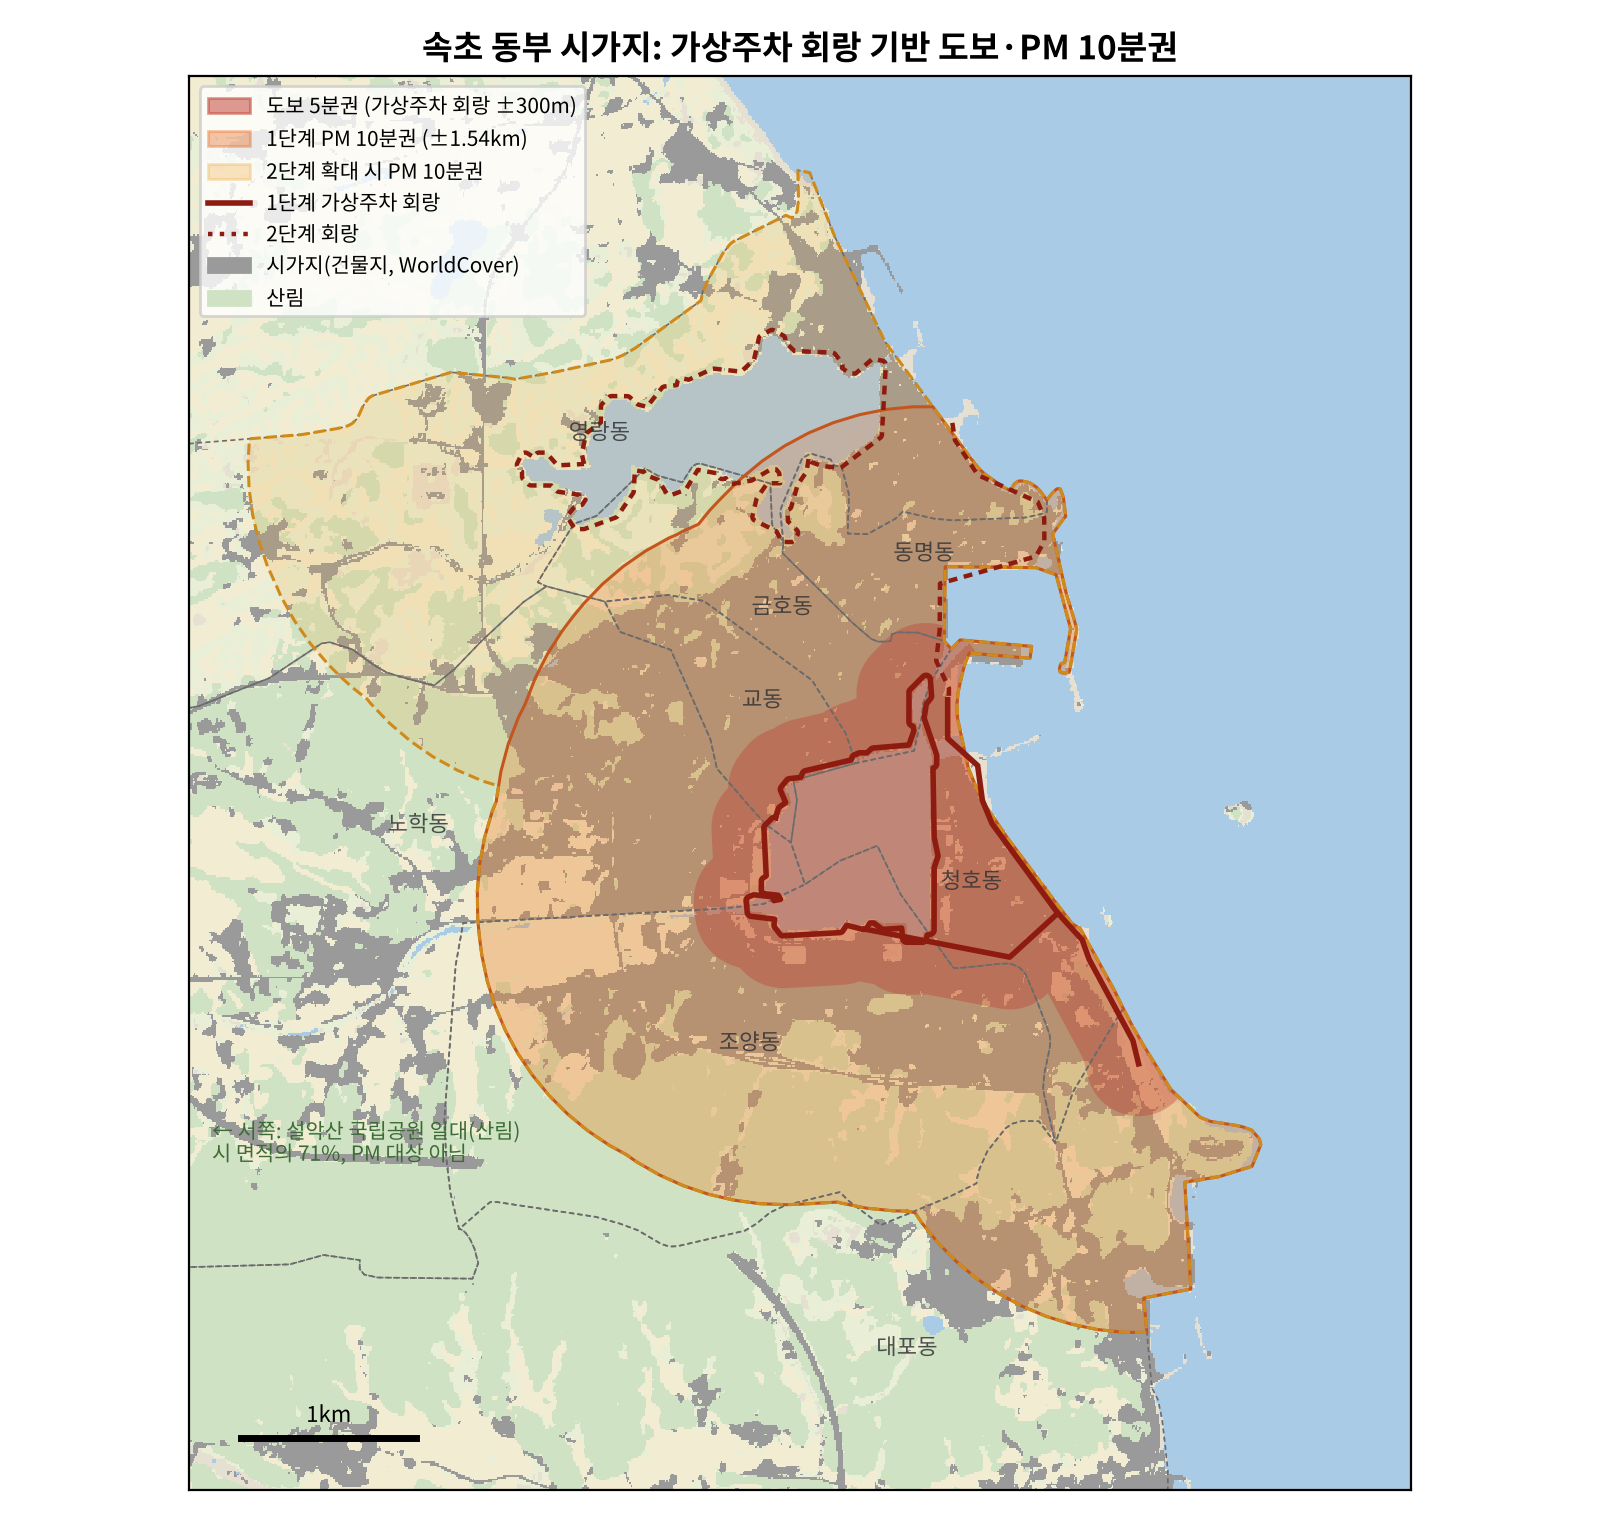 속초 동부 시가지: 가상주차 회랑 기반 도보·PM 10분권
도보 5분권 (가상주차 회랑 ±300m)
1단계 PM 10분권 (±1.54km)
2단계 확대 시 PM 10분권
1단계 가상주차 회랑
2단계 회랑
시가지(건물지, WorldCover)
산림
영랑동
동명동
금호동
교동
노학동
청호동
조양동
← 서쪽: 설악산 국립공원 일대(산림)
시 면적의 71%, PM 대상 아님
대포동
1km